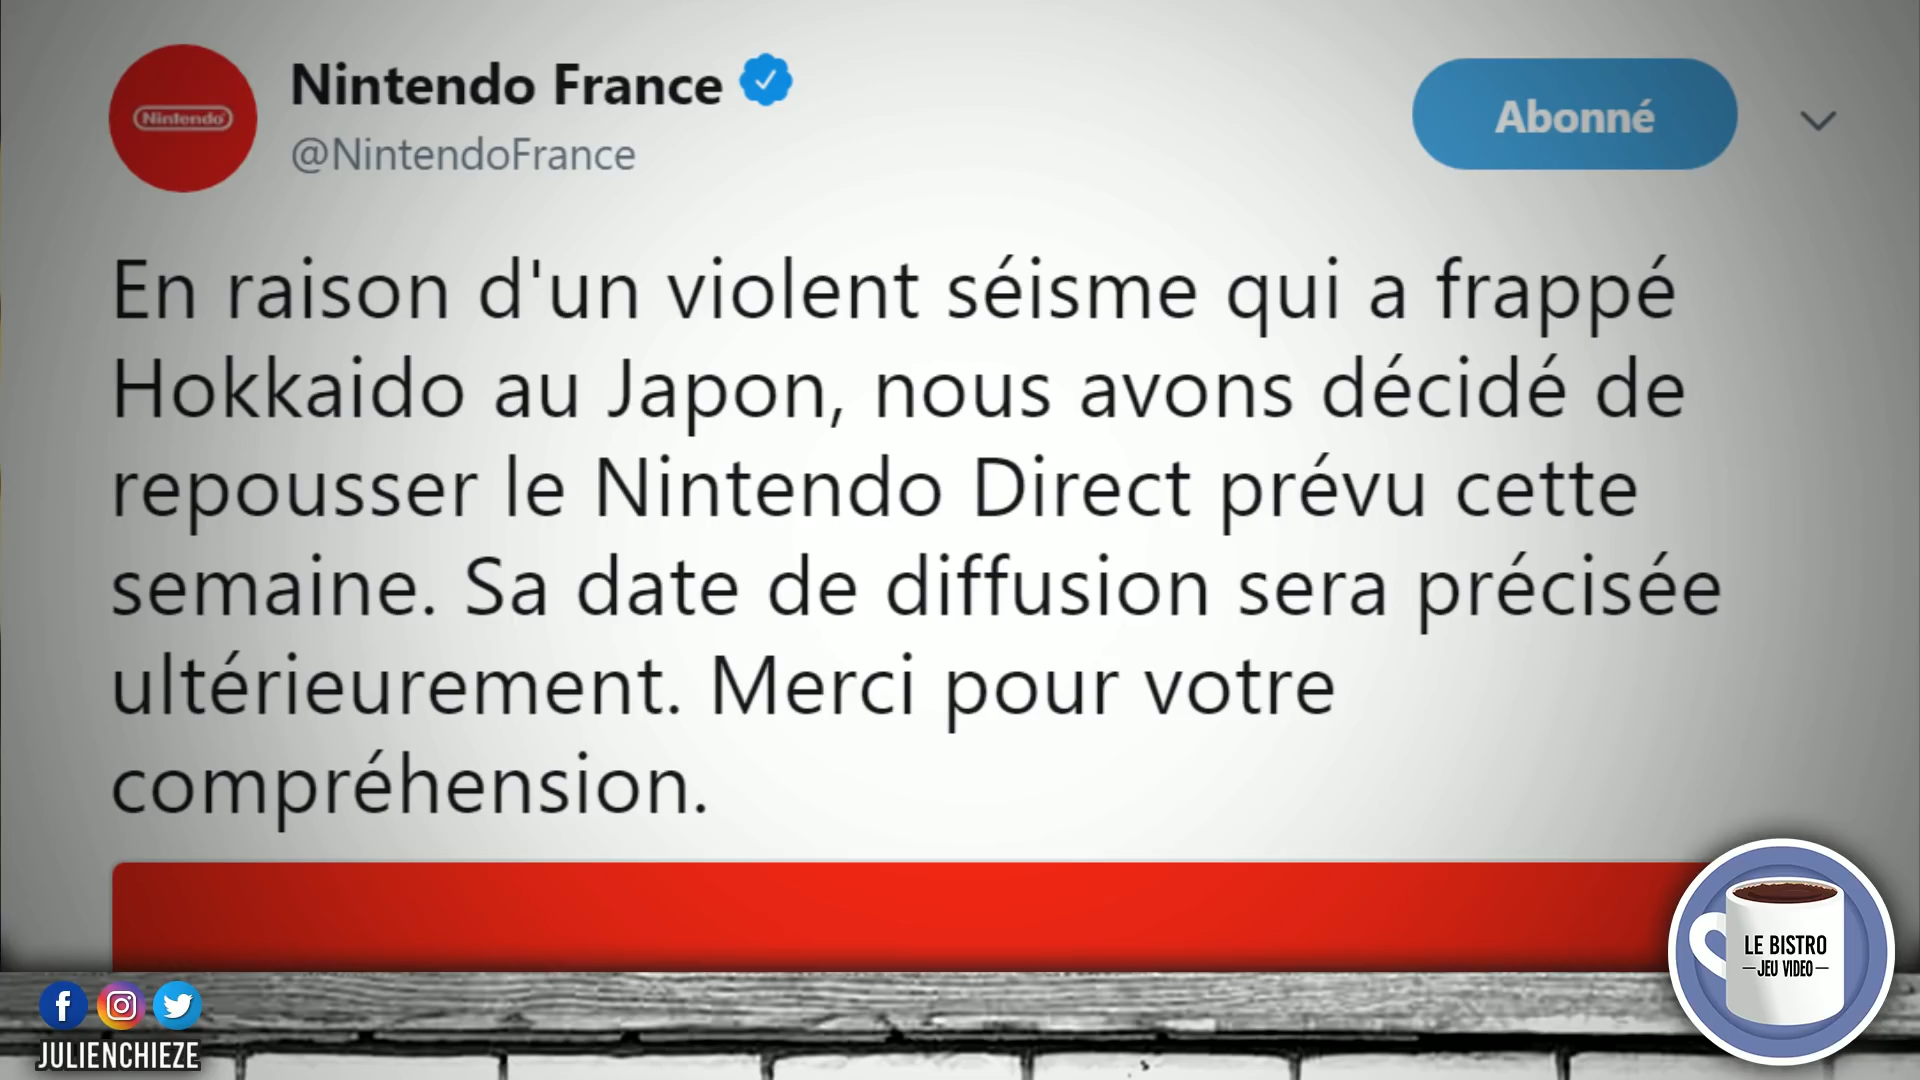 Nintendo
Nintendo France
@NintendoFrance
Abonné
En raison d'un violent séisme qui a frappé
Hokkaido au Japon, nous avons décidé de
repousser le Nintendo Direct prévu cette
semaine. Sa date de diffusion sera précisée
ultérieurement. Merci pour votre
compréhension.
LE BISTRO
JEU VIDEO
JULIENCHIEZE